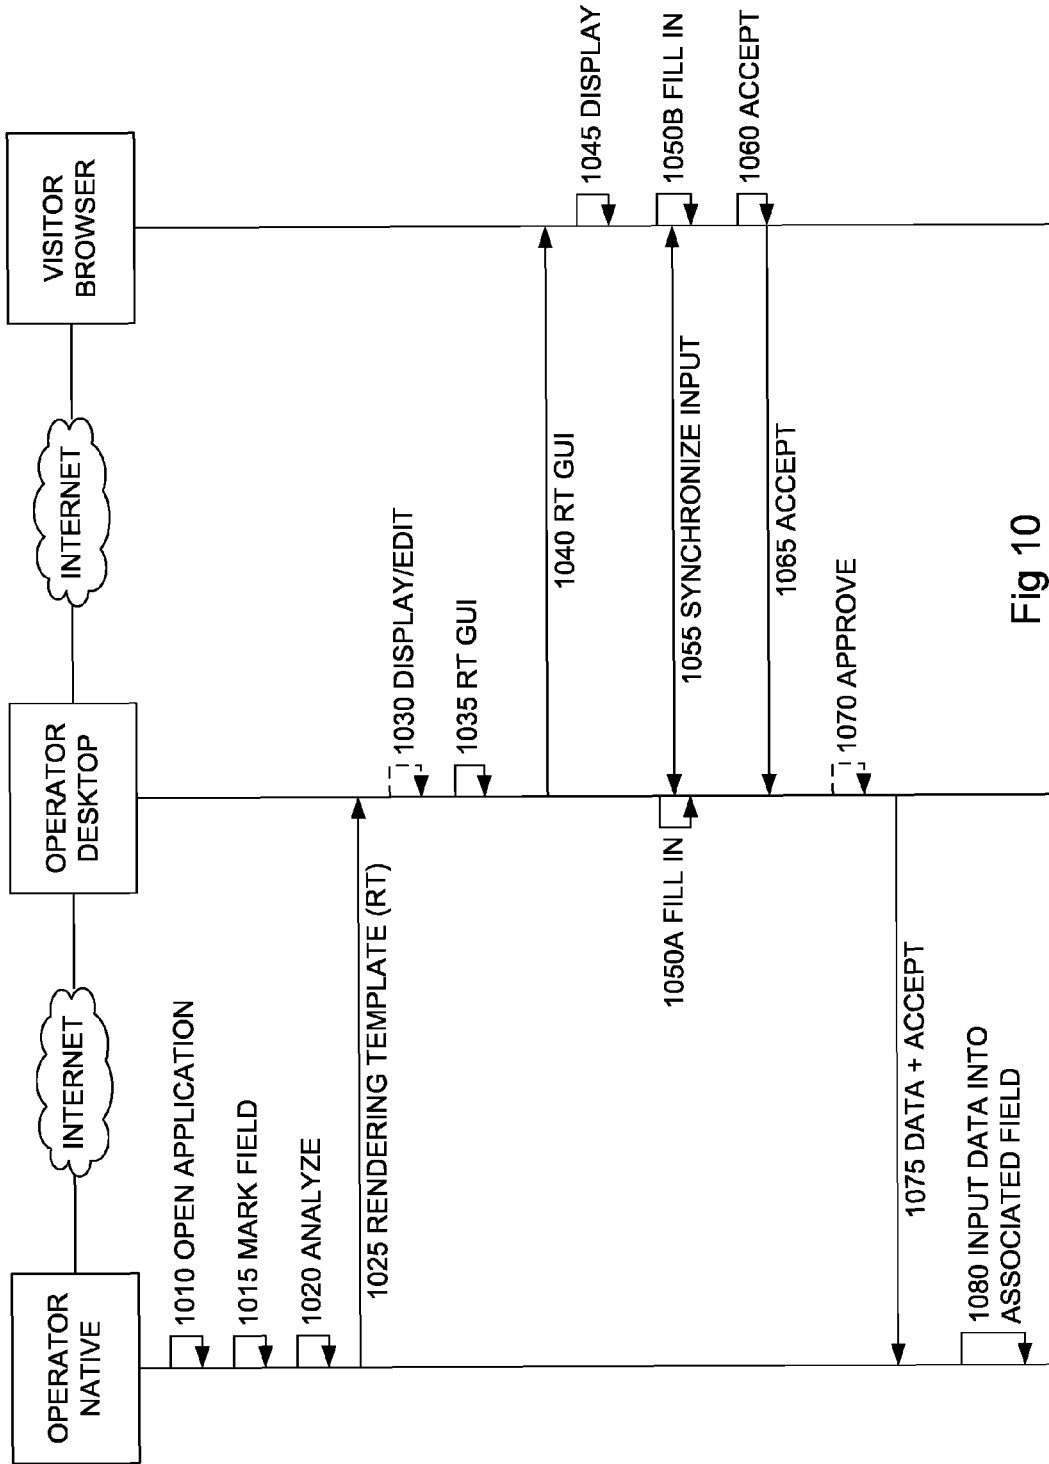 OPERATOR
NATIVE
INTERNET
OPERATOR
DESKTOP
INTERNET
VISITOR
BROWSER
1010 OPEN APPLICATION
1015 MARK FIELD
1020 ANALYZE
1025 RENDERING TEMPLATE (RT)
1030 DISPLAY/EDIT
1035 RT GUI
1040 RT GUI
1045 DISPLAY
1050A FILL IN
1050B FILL IN
1055 SYNCHRONIZE INPUT
1060 ACCEPT
1065 ACCEPT
1070 APPROVE
1075 DATA + ACCEPT
1080 INPUT DATA INTO
ASSOCIATED FIELD
Fig 10